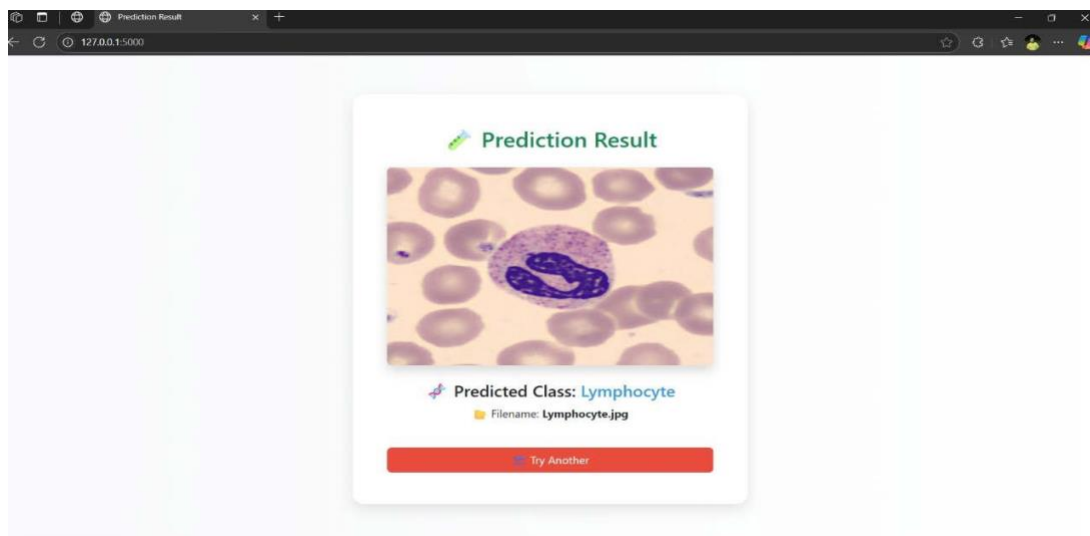 Prediction Result
127.0.0.1:5000
Prediction Result
Predicted Class: Lymphocyte
Filename: Lymphocyte.jpg
Try Another